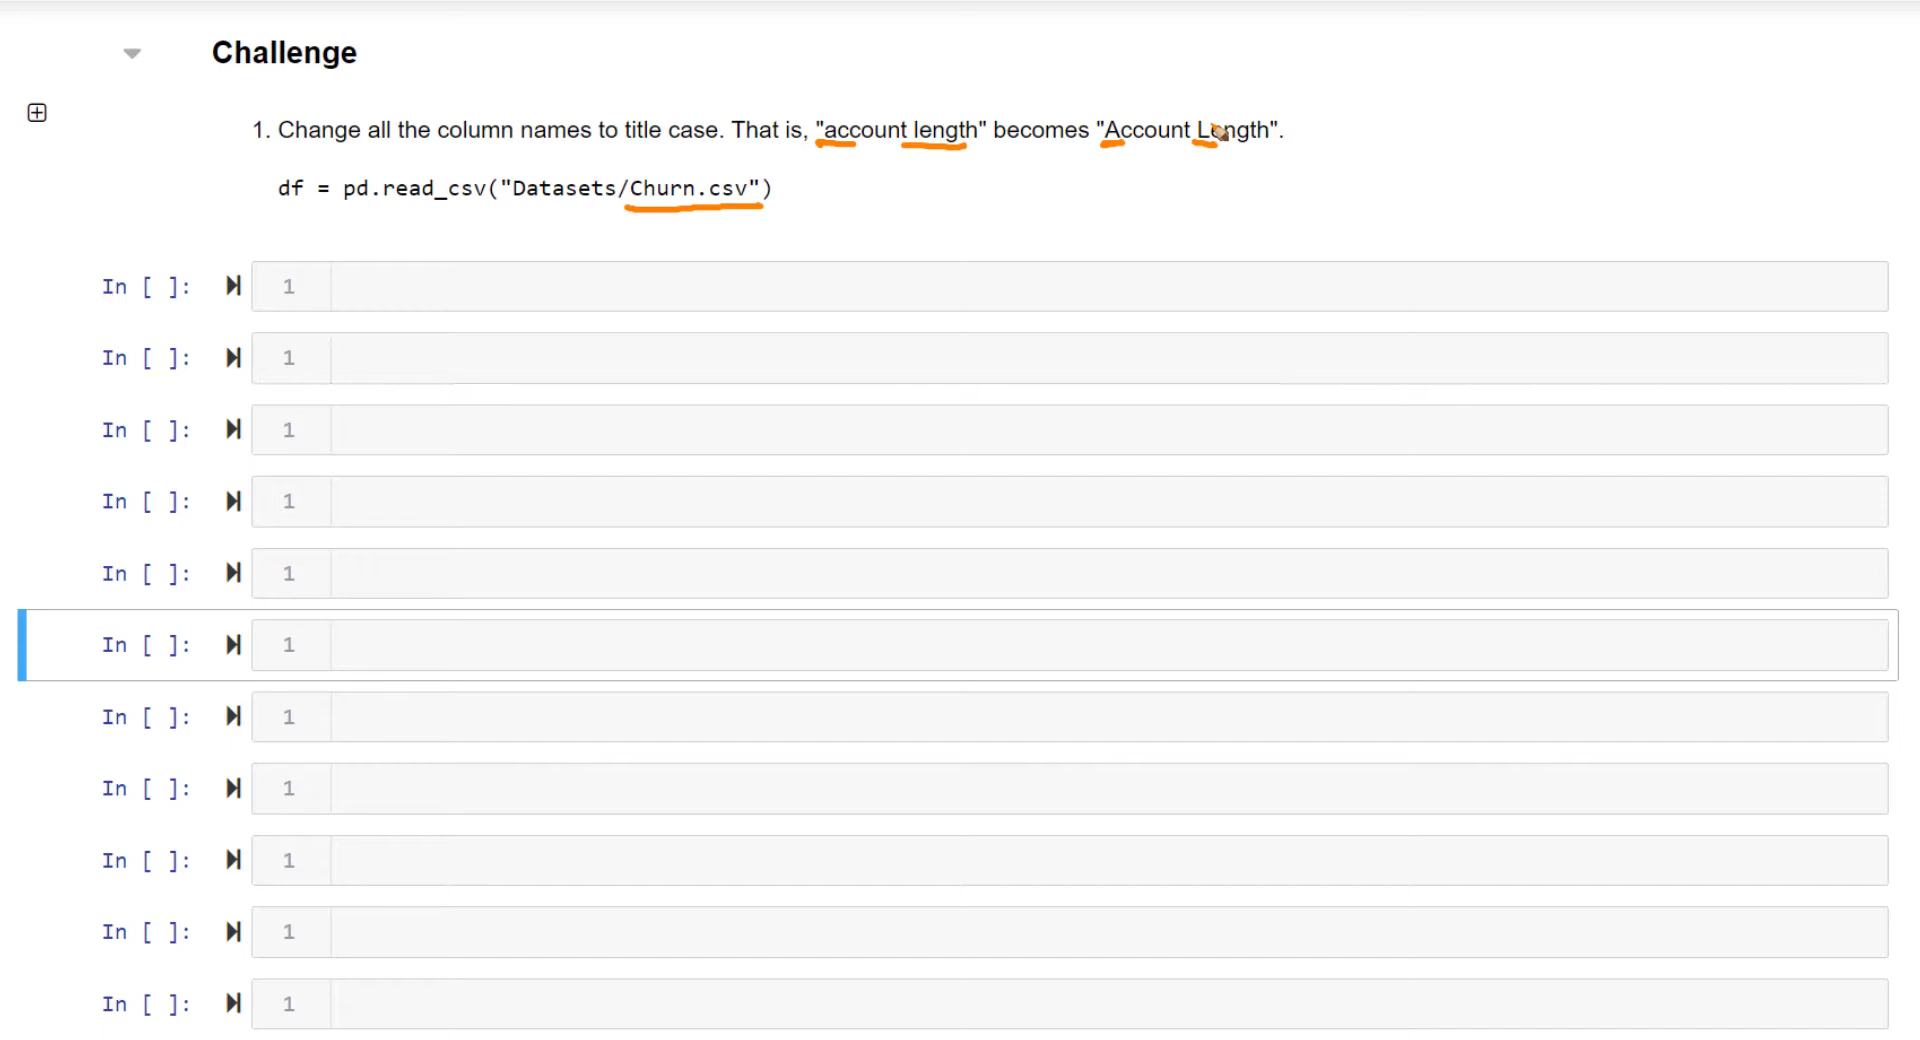 Challenge
1. Change all the column names to title case. That is, "account length" becomes "Account Length".
df = pd.read_csv("Datasets/Churn.csv")
In [ ]: 1
In [ ]: 1
In [ ]: 1
In [ ]: 1
In [ ]: 1
In [ ]: 1
In [ ]: 1
In [ ]: 1
In [ ]: 1
In [ ]: 1
In [ ]: 1